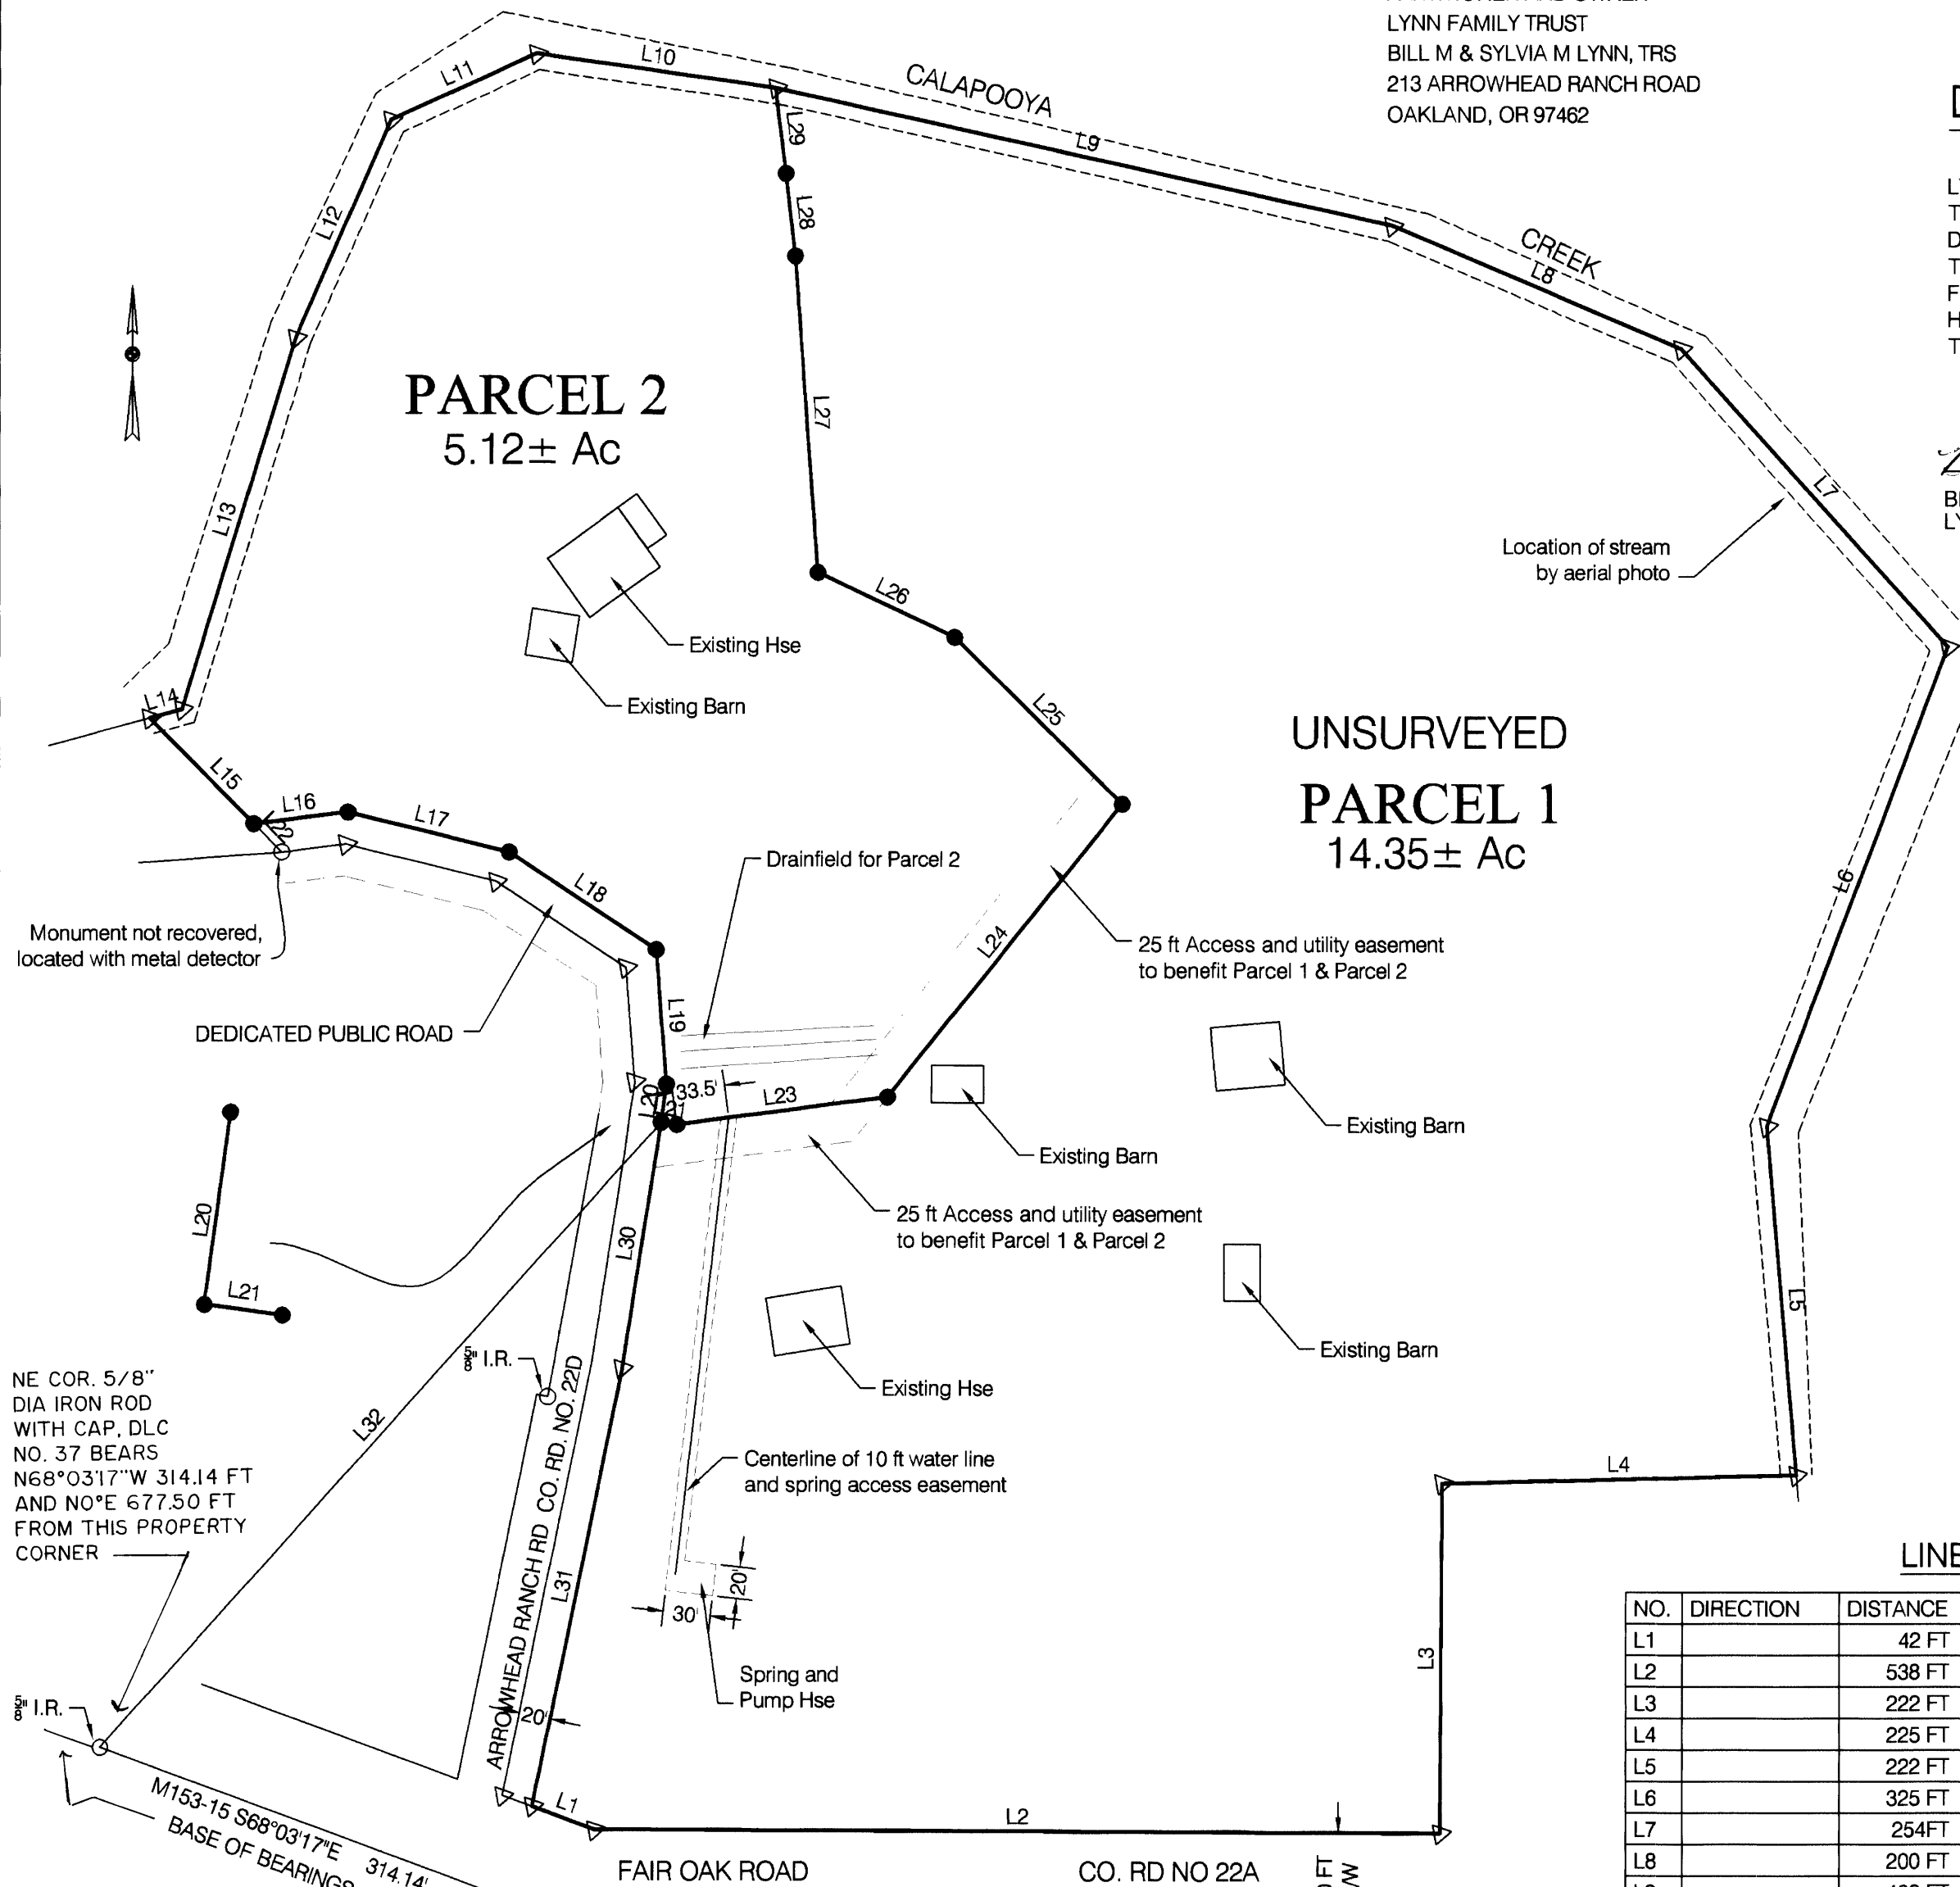 LYNN FAMILY TRUST
BILL M & SYLVIA M LYNN, TRS
213 ARROWHEAD RANCH ROAD
OAKLAND, OR 97462
L11
L10
CALAPOOYA
L29
L9
L12
L28
CREEK
L8
PARCEL 2
5.12± Ac
L27
L13
L7
Location of stream
by aerial photo
L26
Existing Hse
Existing Barn
L14
L25
L15
UNSURVEYED
PARCEL 1
14.35± Ac
L16
L17
L22
Drainfield for Parcel 2
L18
L6
Monument not recovered,
located with metal detector
L24
25 ft Access and utility easement
to benefit Parcel 1 & Parcel 2
DEDICATED PUBLIC ROAD
L19
L20
33.5'
L23
L21
Existing Barn
Existing Barn
L20
L21
L30
25 ft Access and utility easement
to benefit Parcel 1 & Parcel 2
L5
Existing Barn
5/8" I.R.
Existing Hse
NE COR. 5/8"
DIA IRON ROD
WITH CAP, DLC
NO. 37 BEARS
N68°03'17"W 314.14 FT
AND N0°E 677.50 FT
FROM THIS PROPERTY
CORNER
L32
ARROWHEAD RANCH RD CO. RD. NO. 22D
Centerline of 10 ft water line
and spring access easement
L4
L31
20'
30'
L3
Spring and
Pump Hse
5/8" I.R.
20'
L1
L2
M153-15 S68°03'17"E 314.14'
BASE OF BEARINGS
FAIR OAK ROAD CO. RD NO 22A
LINE
NO. DIRECTION DISTANCE
L1 42 FT
L2 538 FT
L3 222 FT
L4 225 FT
L5 222 FT
L6 325 FT
L7 254FT
L8 200 FT